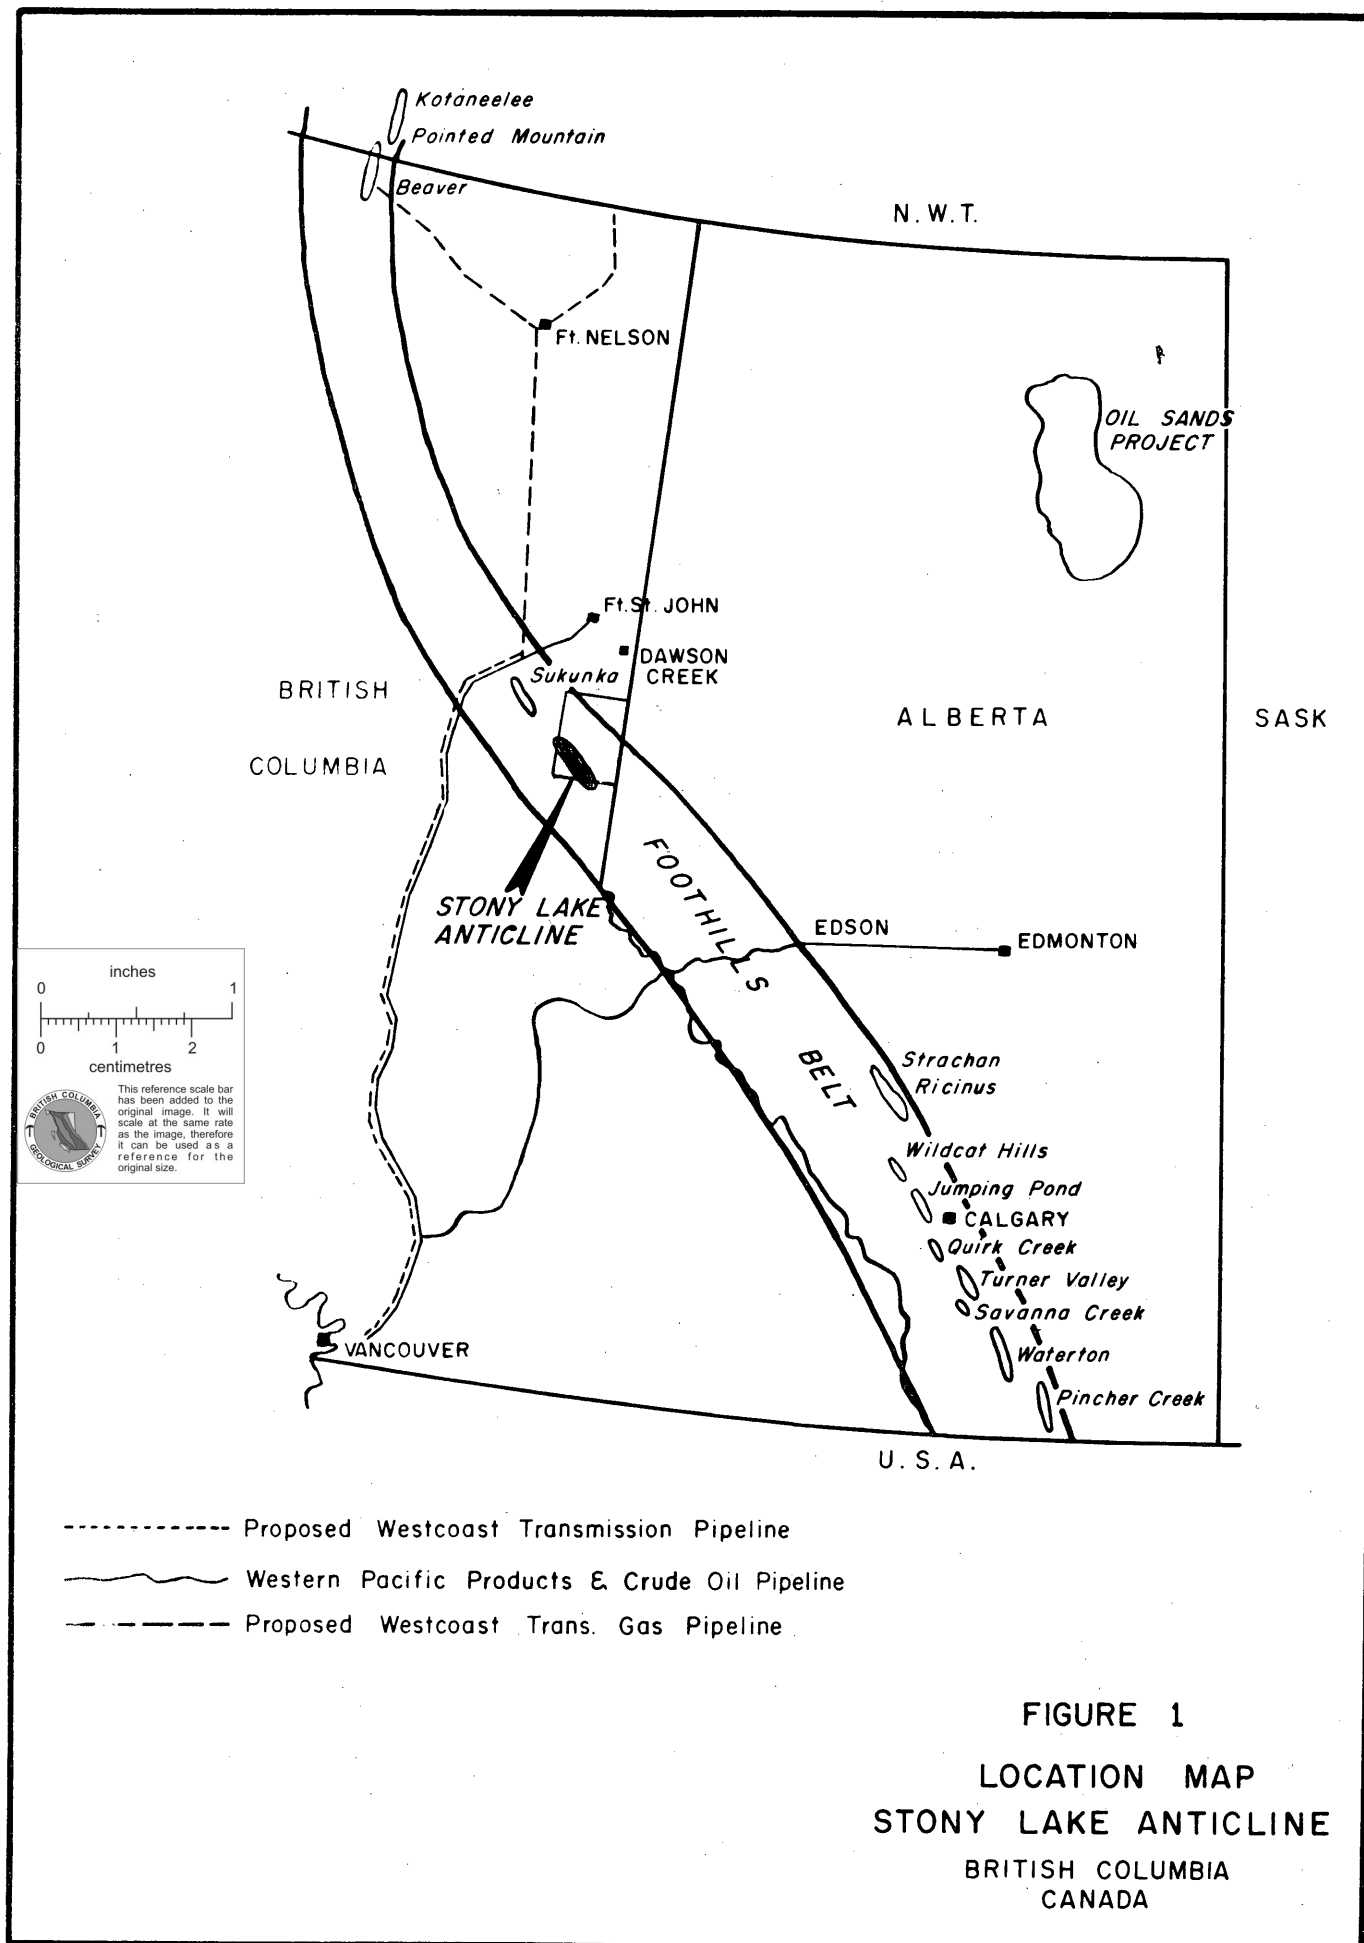 Kotaneelee
Pointed Mountain
Beaver
N.W.T.
Ft. NELSON
OIL SANDS
PROJECT
Ft. St. JOHN
DAWSON
CREEK
Sukunka
BRITISH
COLUMBIA
ALBERTA
SASK
FOOTHILLS
BELT
STONY LAKE
ANTICLINE
EDSON
EDMONTON
inches
0 1
0 1 2
centimetres
This reference scale bar
has been added to the
original image. It will
scale at the same rate
as the image, therefore
it can be used as a
reference for the
original size.
BRITISH COLUMBIA
GEOLOGICAL SURVEY
Strachan
Ricinus
Wildcat Hills
Jumping Pond
CALGARY
Quirk Creek
Turner Valley
Savanna Creek
VANCOUVER
Waterton
Pincher Creek
U.S.A.
Proposed Westcoast Transmission Pipeline
Western Pacific Products & Crude Oil Pipeline
Proposed Westcoast Trans. Gas Pipeline
FIGURE 1
LOCATION MAP
STONY LAKE ANTICLINE
BRITISH COLUMBIA
CANADA